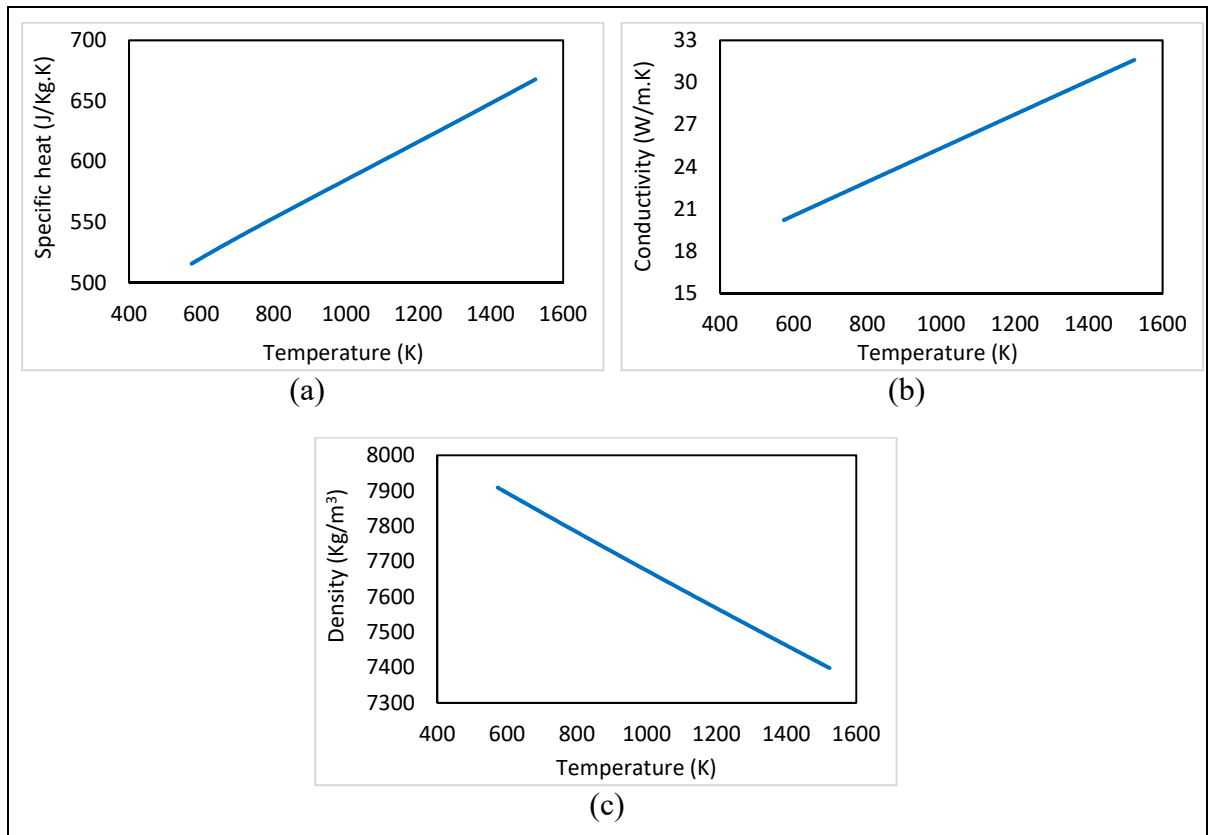 700
650
600
550
500
Specific heat (J/Kg.K)
400 600 800 1000 1200 1400 1600
Temperature (K)
(a)
33
30
27
24
21
18
15
Conductivity (W/m.K)
400 600 800 1000 1200 1400 1600
Temperature (K)
(b)
8000
7900
7800
7700
7600
7500
7400
7300
Density (Kg/m³)
400 600 800 1000 1200 1400 1600
Temperature (K)
(c)